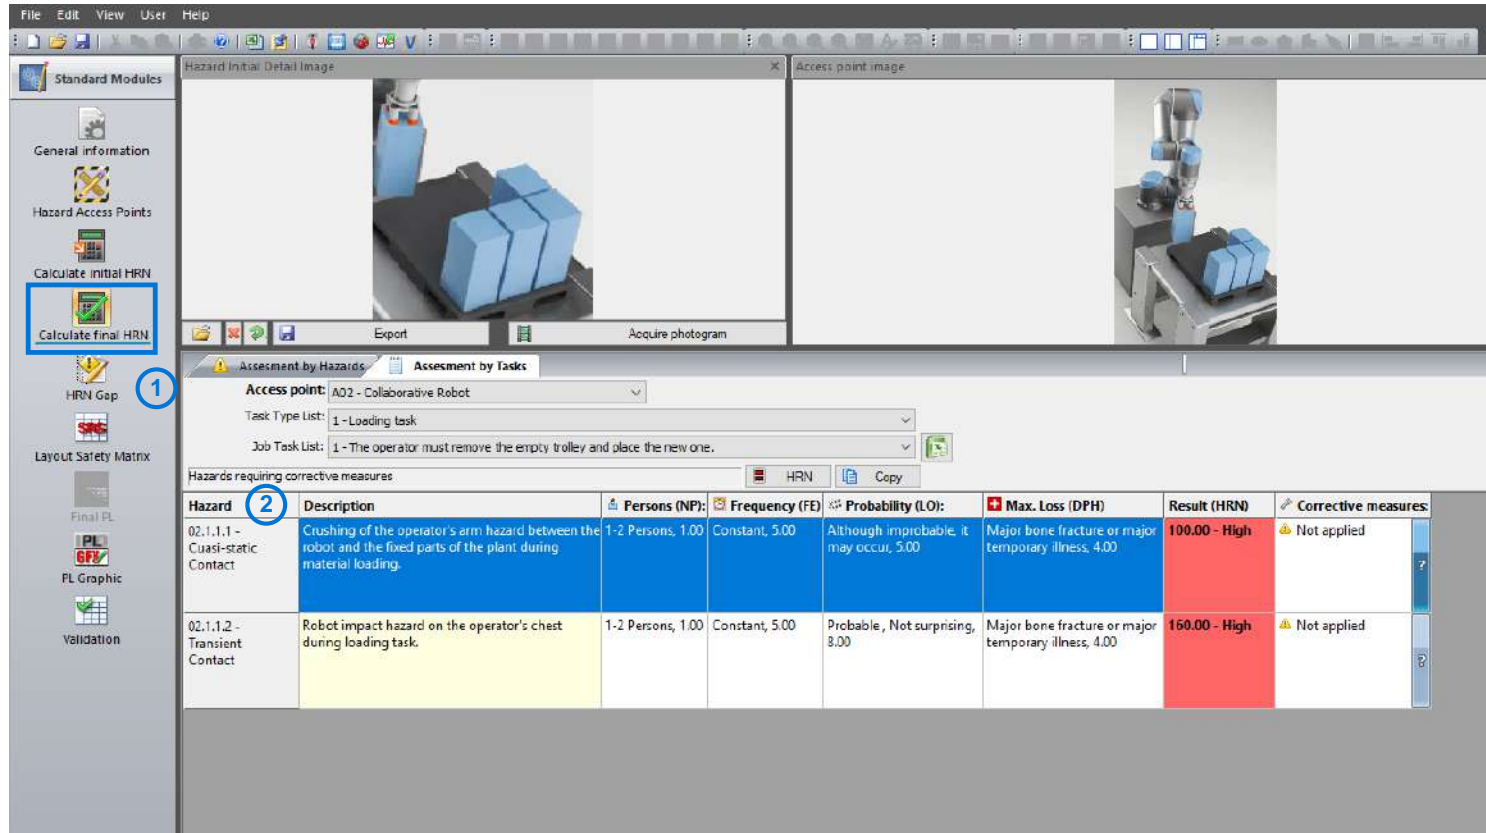 File Edit View User Help
Standard Modules
General information
Hazard Access Points
Calculate initial HRN
Calculate final HRN
HRN Gap
Layout Safety Matrix
Final PL
PL Graphic
Validation
1
Hazard Initial Detail Image
Access point image
Export
Acquire photogram
Assesment by Hazards
Assesment by Tasks
Access point: A02 - Collaborative Robot
Task Type List: 1 - Loading task
Job Task List: 1 - The operator must remove the empty trolley and place the new one.
Hazards requiring corrective measures
HRN
Copy
Hazard 2 Description Persons (NP): Frequency (FE) Probability (LO): Max. Loss (DPH) Result (HRN) Corrective measures:
02.1.1.1 -
Cuasi-static
Contact
Crushing of the operator's arm hazard between the
robot and the fixed parts of the plant during
material loading.
1-2 Persons, 1.00
Constant, 5.00
Although improbable, it
may occur, 5.00
Major bone fracture or major
temporary illness, 4.00
100.00 - High
Not applied
?
02.1.1.2 -
Transient
Contact
Robot impact hazard on the operator's chest
during loading task.
1-2 Persons, 1.00
Constant, 5.00
Probable , Not surprising,
8.00
Major bone fracture or major
temporary illness, 4.00
160.00 - High
Not applied
?